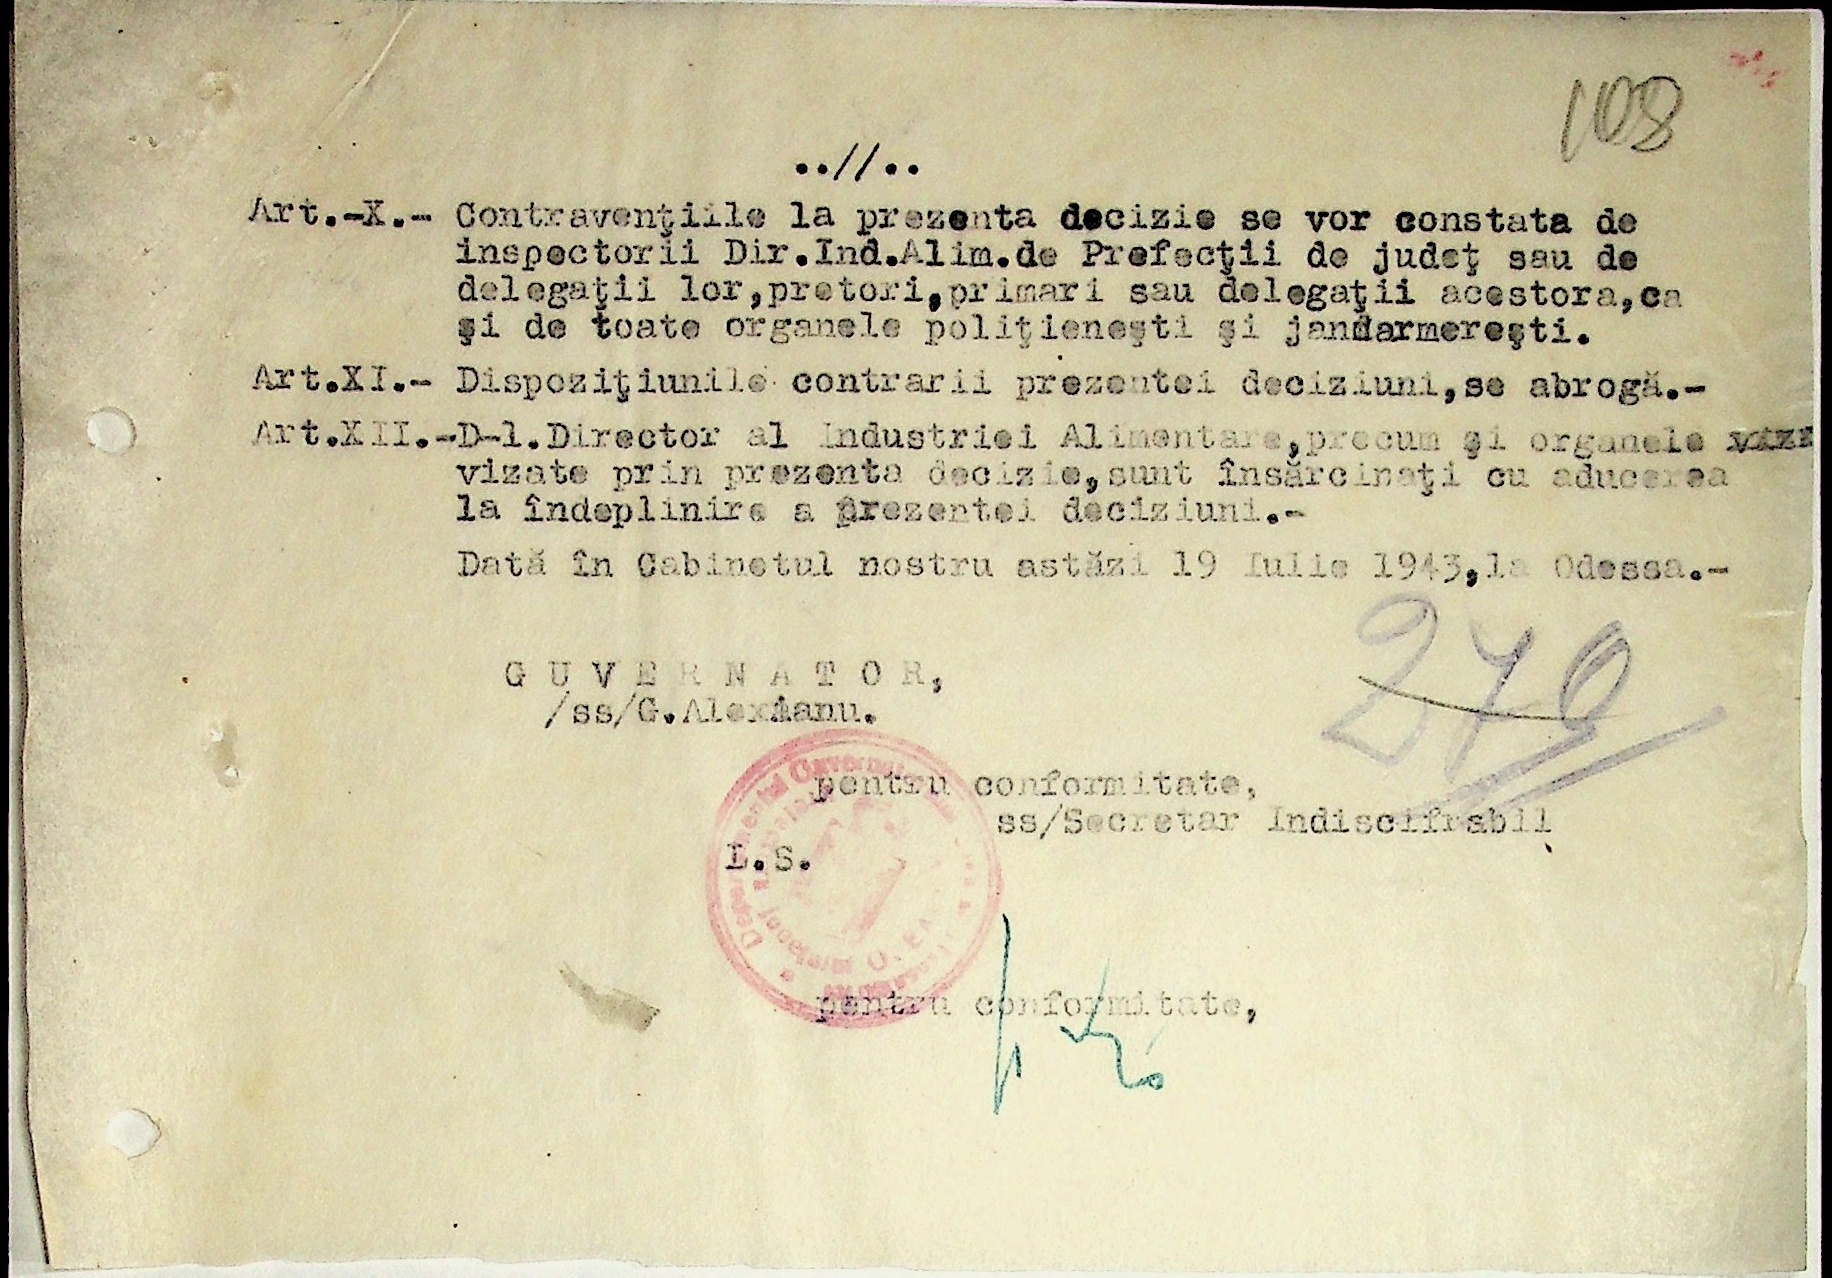 108
..//..
Art.-X.- Contravenţiile la prezenta decizie se vor constata de
inspectorii Dir.Ind.Alim.de Prefecţii de judeţ sau de
delegaţii lor,pretori,primari sau delegaţii acestora,ca
şi de toate organele poliţieneşti şi jandarmereşti.
Art.XI.- Dispoziţiunile contrarii prezentei deciziuni,se abrogă.-
Art.XII.-D-l.Director al Industriei Alimentare,precum şi organele
vizate prin prezenta decizie,sunt însărcinaţi cu aducerea
la îndeplinire a prezentei deciziuni.-
Dată în Cabinetul nostru astăzi 19 Iulie 1943,la Odessa.-
279
G U V E R N A T O R,
/ss/G.Alexianu.
pentru conformitate,
ss/Secretar Indiscifrabil
L.S.
pentru conformitate,